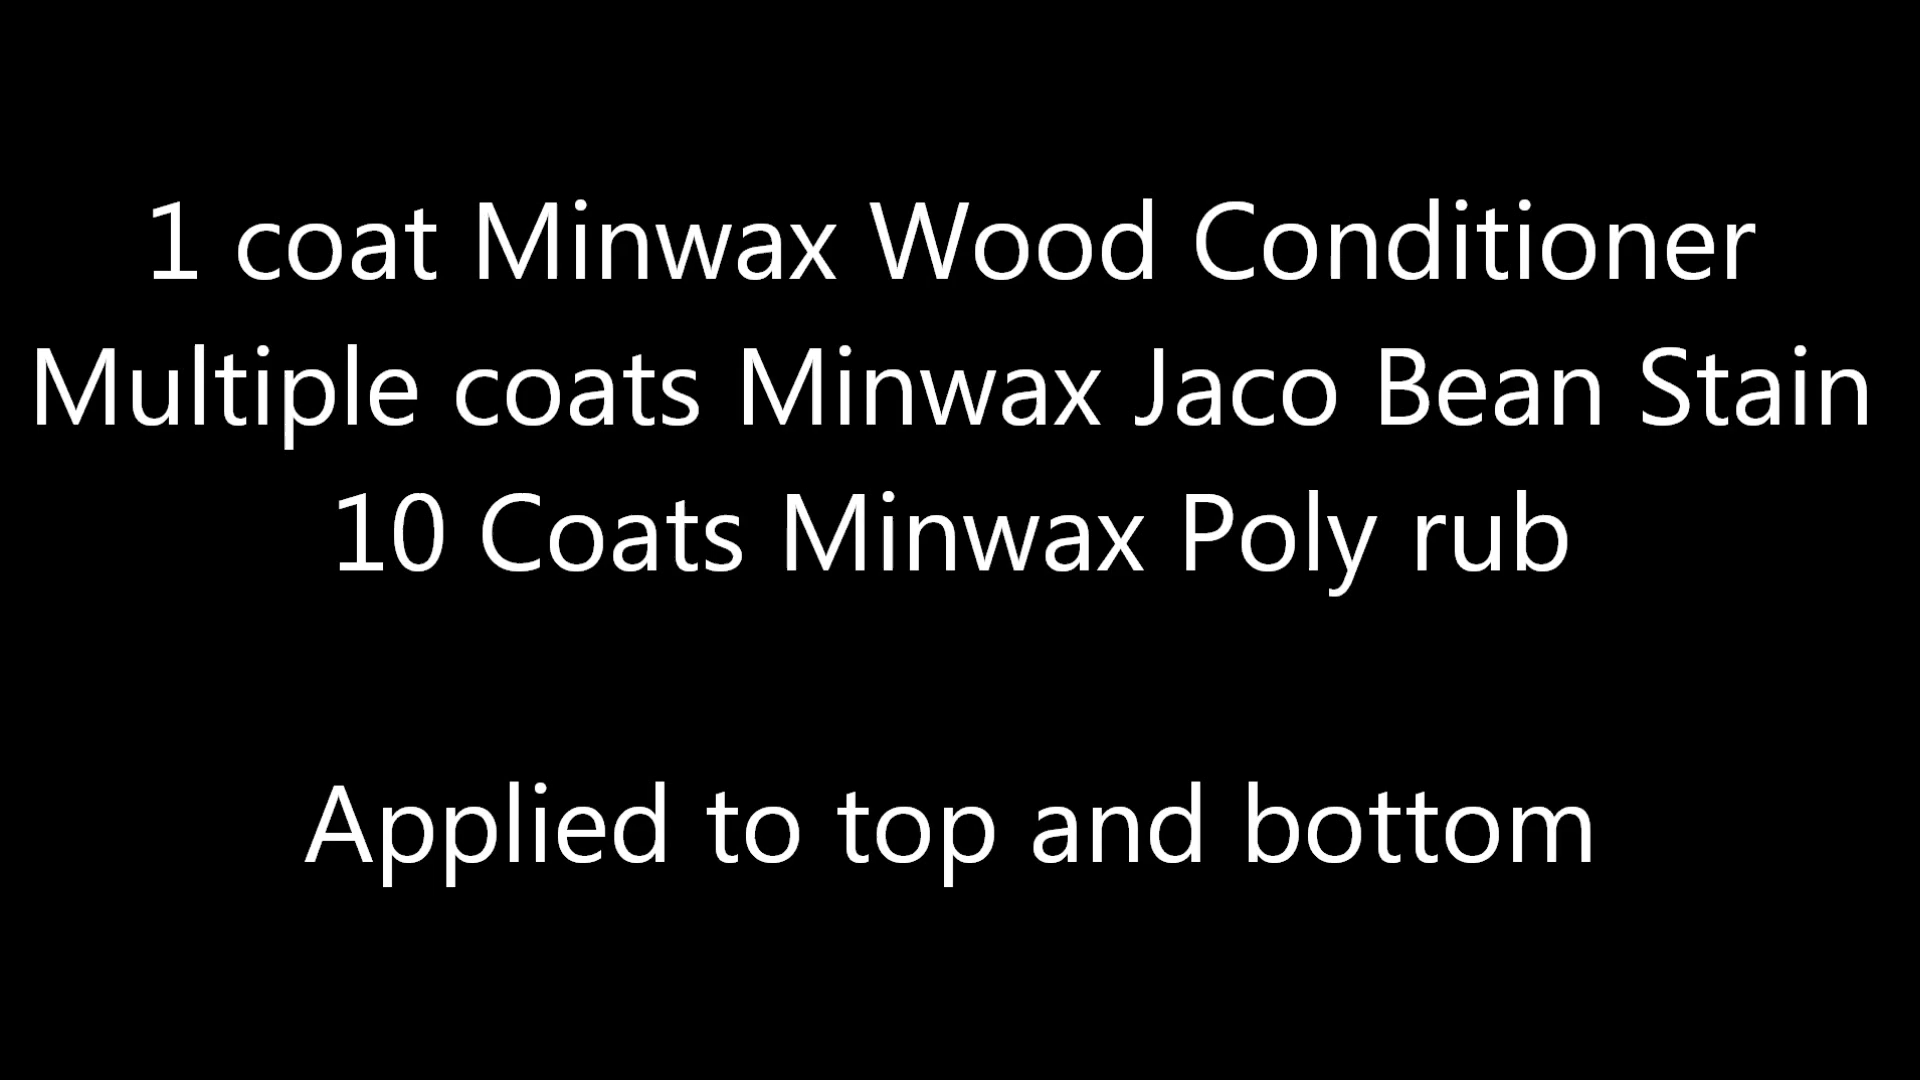 1 coat Minwax Wood Conditioner
Multiple coats Minwax Jaco Bean Stain
10 Coats Minwax Poly rub
Applied to top and bottom